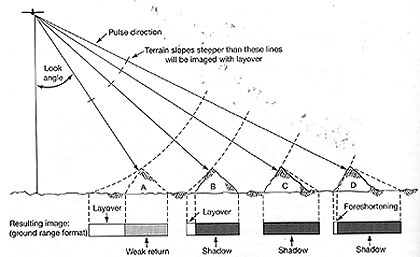 Pulse direction
Terrain slopes steeper than these lines
will be imaged with layover
Look
angle
A
B
C
D
Layover
Layover
Foreshortening
Resulting image:
(ground range format)
Weak return
Shadow
Shadow
Shadow